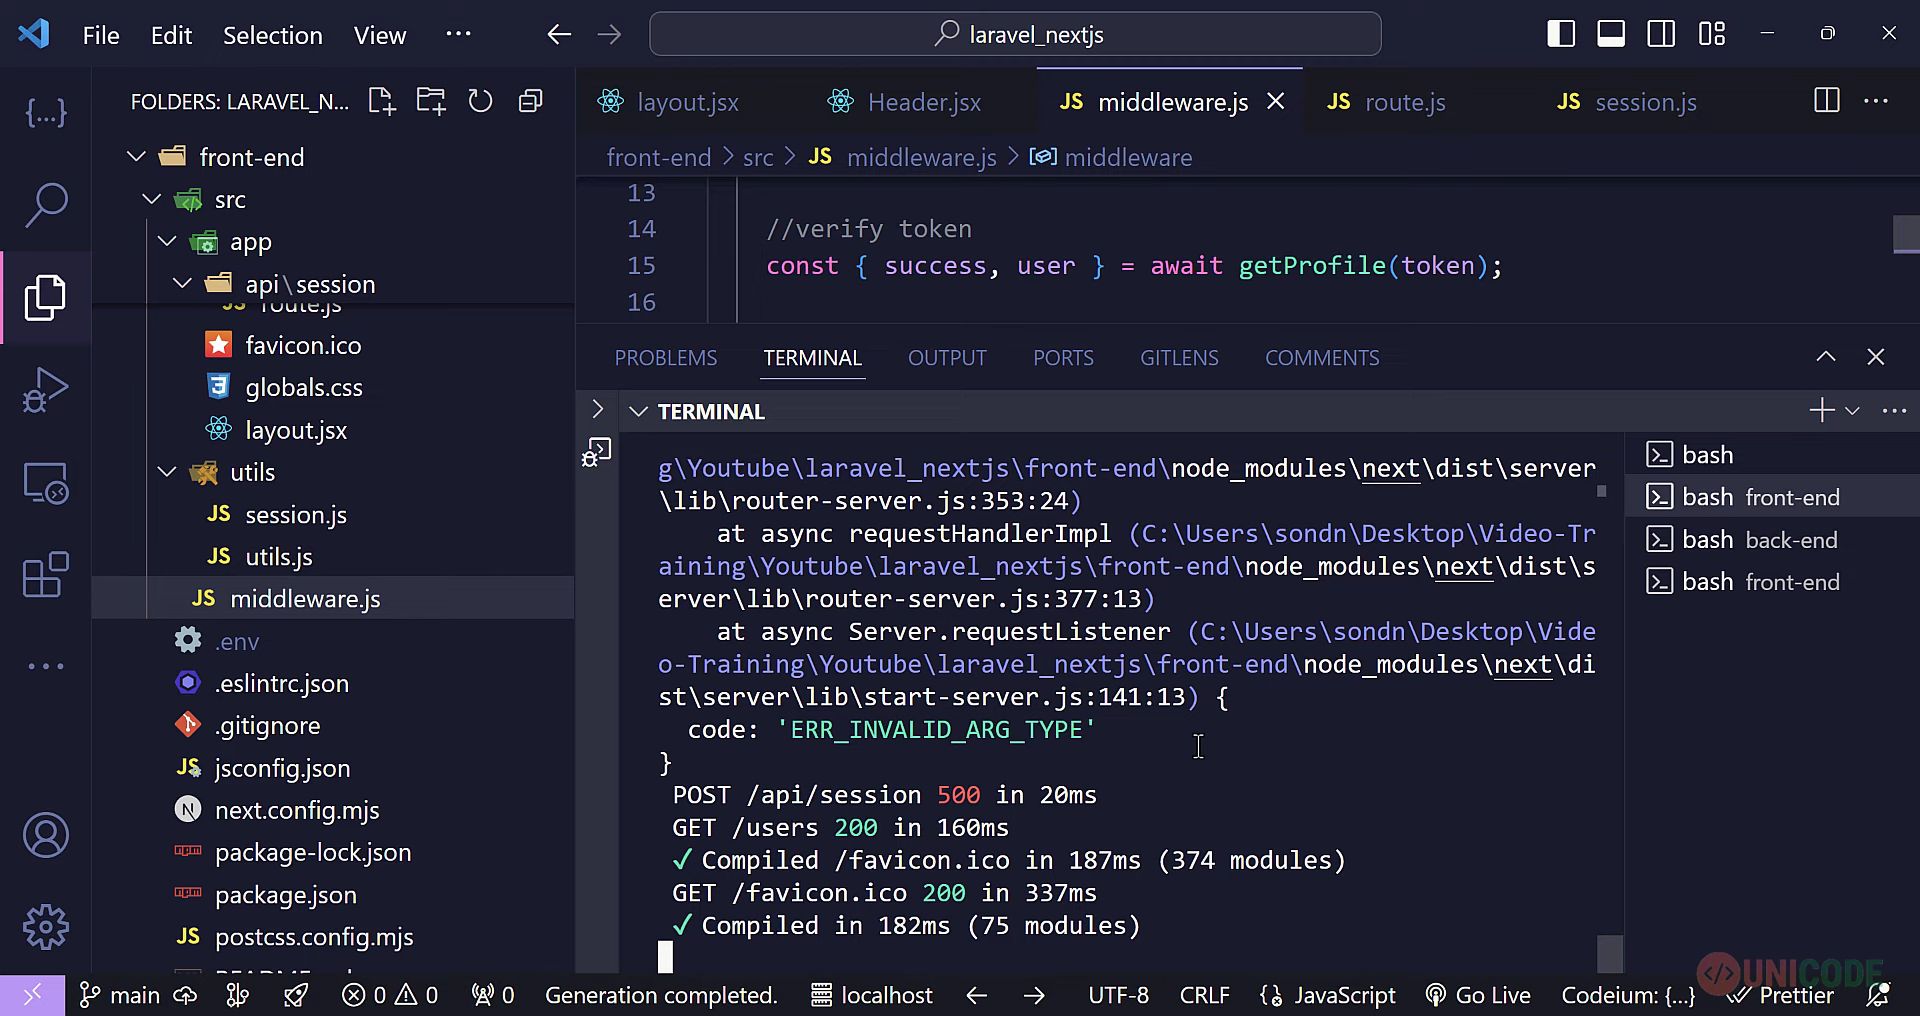 File Edit Selection View ··· laravel_nextjs
FOLDERS: LARAVEL_N...
front-end
src
app
api\session
route.js
favicon.ico
globals.css
layout.jsx
utils
session.js
utils.js
middleware.js
.env
.eslintrc.json
.gitignore
jsconfig.json
next.config.mjs
package-lock.json
package.json
postcss.config.mjs
layout.jsx Header.jsx JS middleware.js JS route.js JS session.js
front-end > src > JS middleware.js > middleware
13
14 //verify token
15 const { success, user } = await getProfile(token);
16
PROBLEMS TERMINAL OUTPUT PORTS GITLENS COMMENTS
TERMINAL
g\Youtube\laravel_nextjs\front-end\node_modules\next\dist\server
\lib\router-server.js:353:24)
at async requestHandlerImpl (C:\Users\sondn\Desktop\Video-Tr
aining\Youtube\laravel_nextjs\front-end\node_modules\next\dist\s
erver\lib\router-server.js:377:13)
at async Server.requestListener (C:\Users\sondn\Desktop\Vide
o-Training\Youtube\laravel_nextjs\front-end\node_modules\next\di
st\server\lib\start-server.js:141:13) {
code: 'ERR_INVALID_ARG_TYPE'
}
POST /api/session 500 in 20ms
GET /users 200 in 160ms
✓ Compiled /favicon.ico in 187ms (374 modules)
GET /favicon.ico 200 in 337ms
✓ Compiled in 182ms (75 modules)
bash
bash front-end
bash back-end
bash front-end
UNICODE
main 0 0 0 Generation completed. localhost UTF-8 CRLF JavaScript Go Live Codeium: {...} Prettier